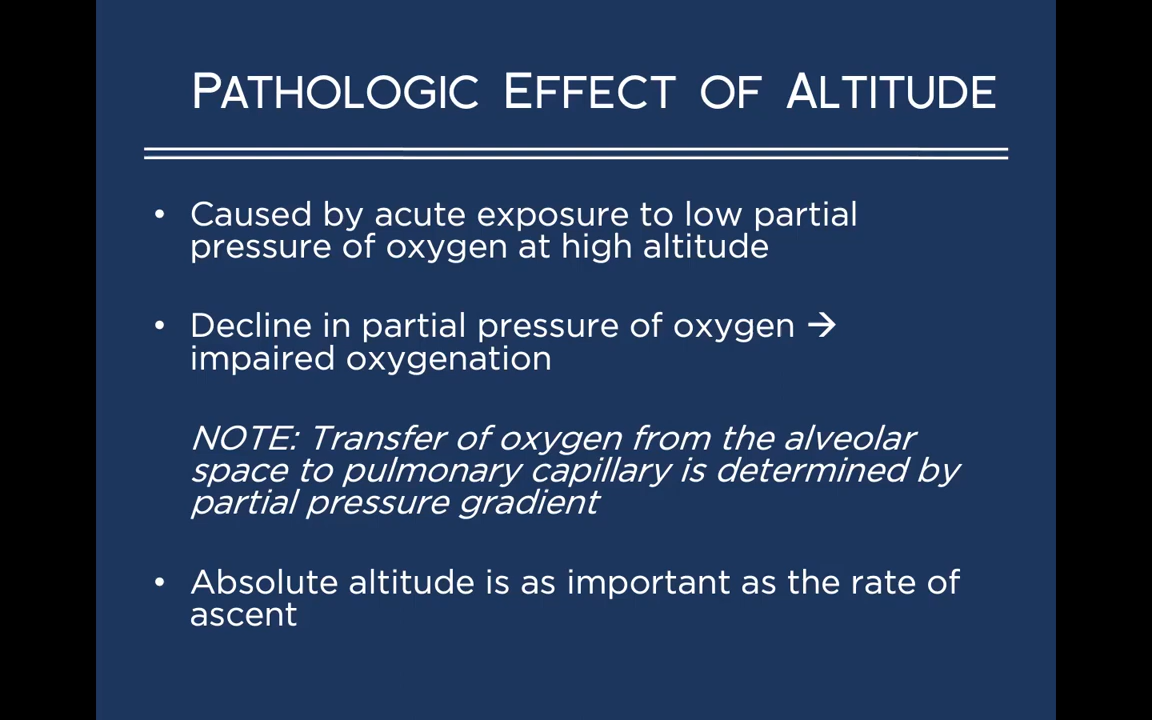 PATHOLOGIC EFFECT OF ALTITUDE
• Caused by acute exposure to low partial
pressure of oxygen at high altitude
• Decline in partial pressure of oxygen →
impaired oxygenation
NOTE: Transfer of oxygen from the alveolar
space to pulmonary capillary is determined by
partial pressure gradient
• Absolute altitude is as important as the rate of
ascent